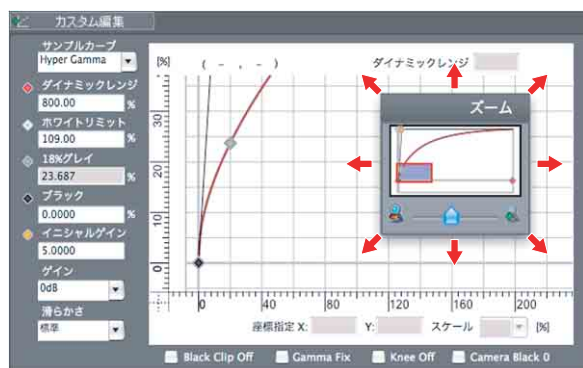 カスタム編集
サンプルカーブ
Hyper Gamma
ダイナミックレンジ
800.00 %
ホワイトリミット
109.00 %
18%グレイ
23.687 %
ブラック
0.0000 %
イニシャルゲイン
5.0000
ゲイン
0dB
滑らかさ
標準
[%] ( - , - ) ダイナミックレンジ
ズーム
30
20
10
0
0 40 80 120 160 200
座標指定 X: Y: スケール [%]
Black Clip Off Gamma Fix Knee Off Camera Black 0